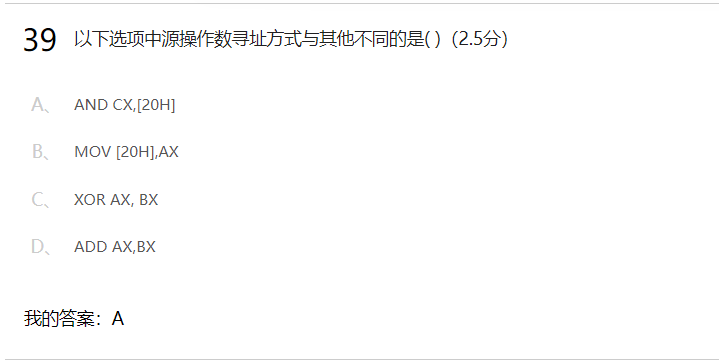 39 以下选项中源操作数寻址方式与其他不同的是( )（2.5分）
A、 AND CX,[20H]
B、 MOV [20H],AX
C、 XOR AX, BX
D、 ADD AX,BX
我的答案：A